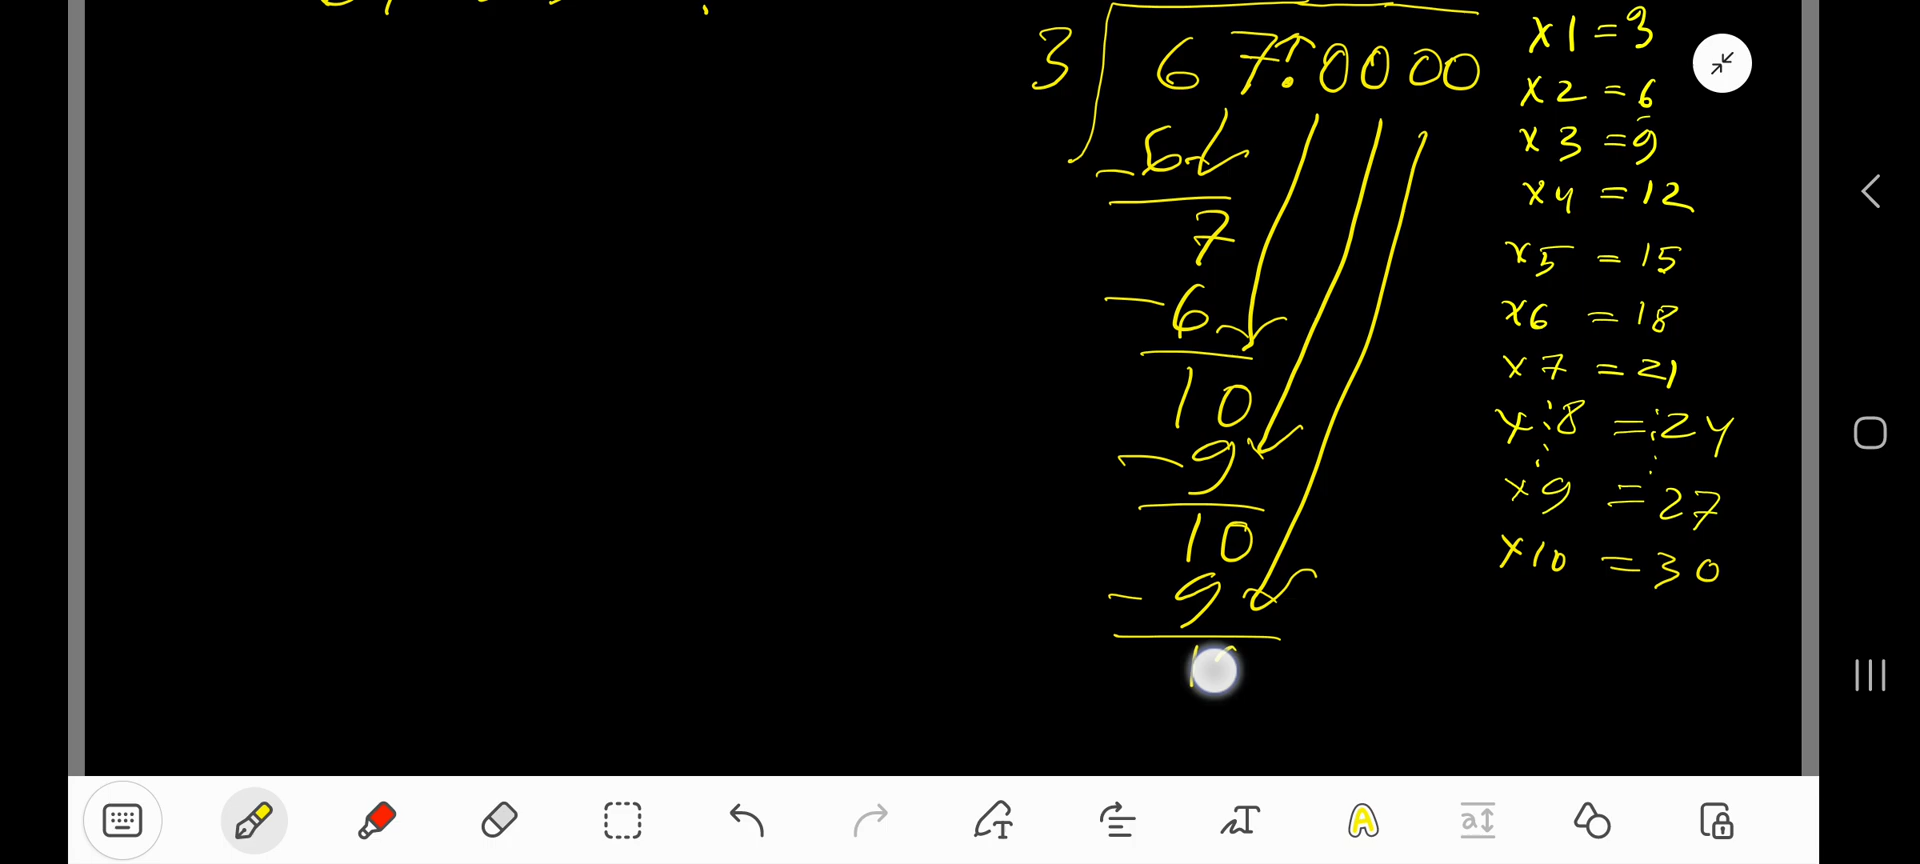 3 67.0000
- 6
7
- 6
10
- 9
10
- 9
x1 = 3
x2 = 6
x3 = 9
x4 = 12
x5 = 15
x6 = 18
x7 = 21
x8 = 24
x9 = 27
x10 = 30